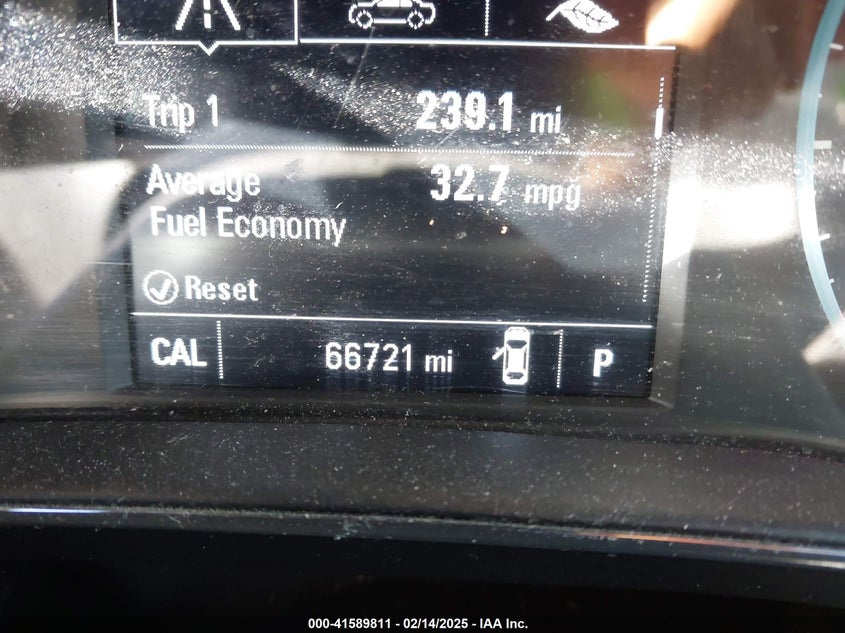 Trip 1 239.1 mi
Average 32.7 mpg
Fuel Economy
Reset
CAL 66721 mi P
000-41589811 - 02/14/2025 - IAA Inc.